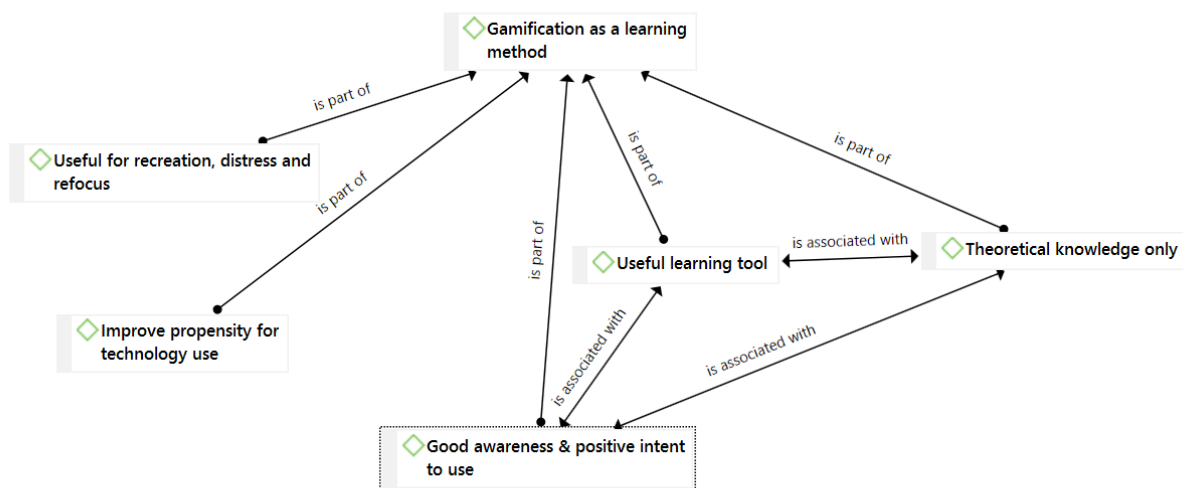 Gamification as a learning
method
is part of
Useful for recreation, distress and
refocus
is part of
is part of
is part of
is part of
is associated with
Useful learning tool
Theoretical knowledge only
Improve propensity for
technology use
is associated with
is associated with
Good awareness & positive intent
to use